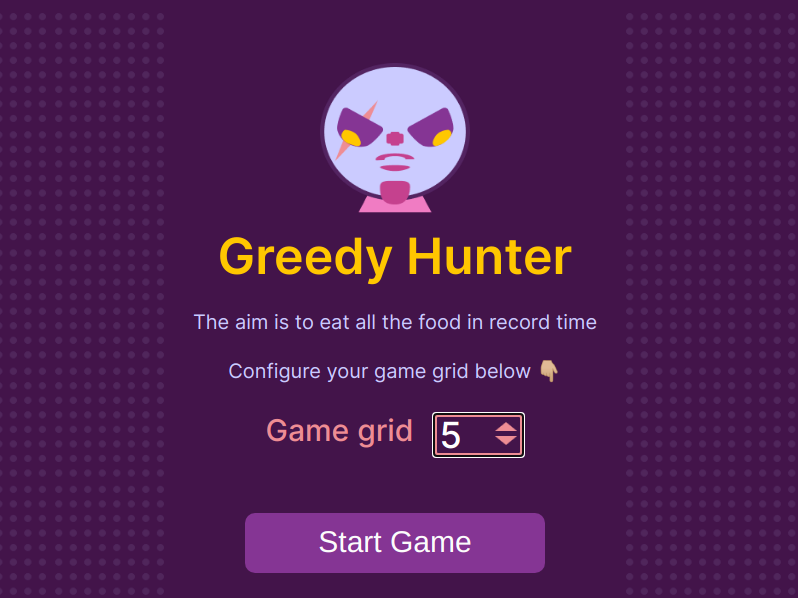 Greedy Hunter
The aim is to eat all the food in record time
Configure your game grid below 👇🏼
Game grid 5
Start Game